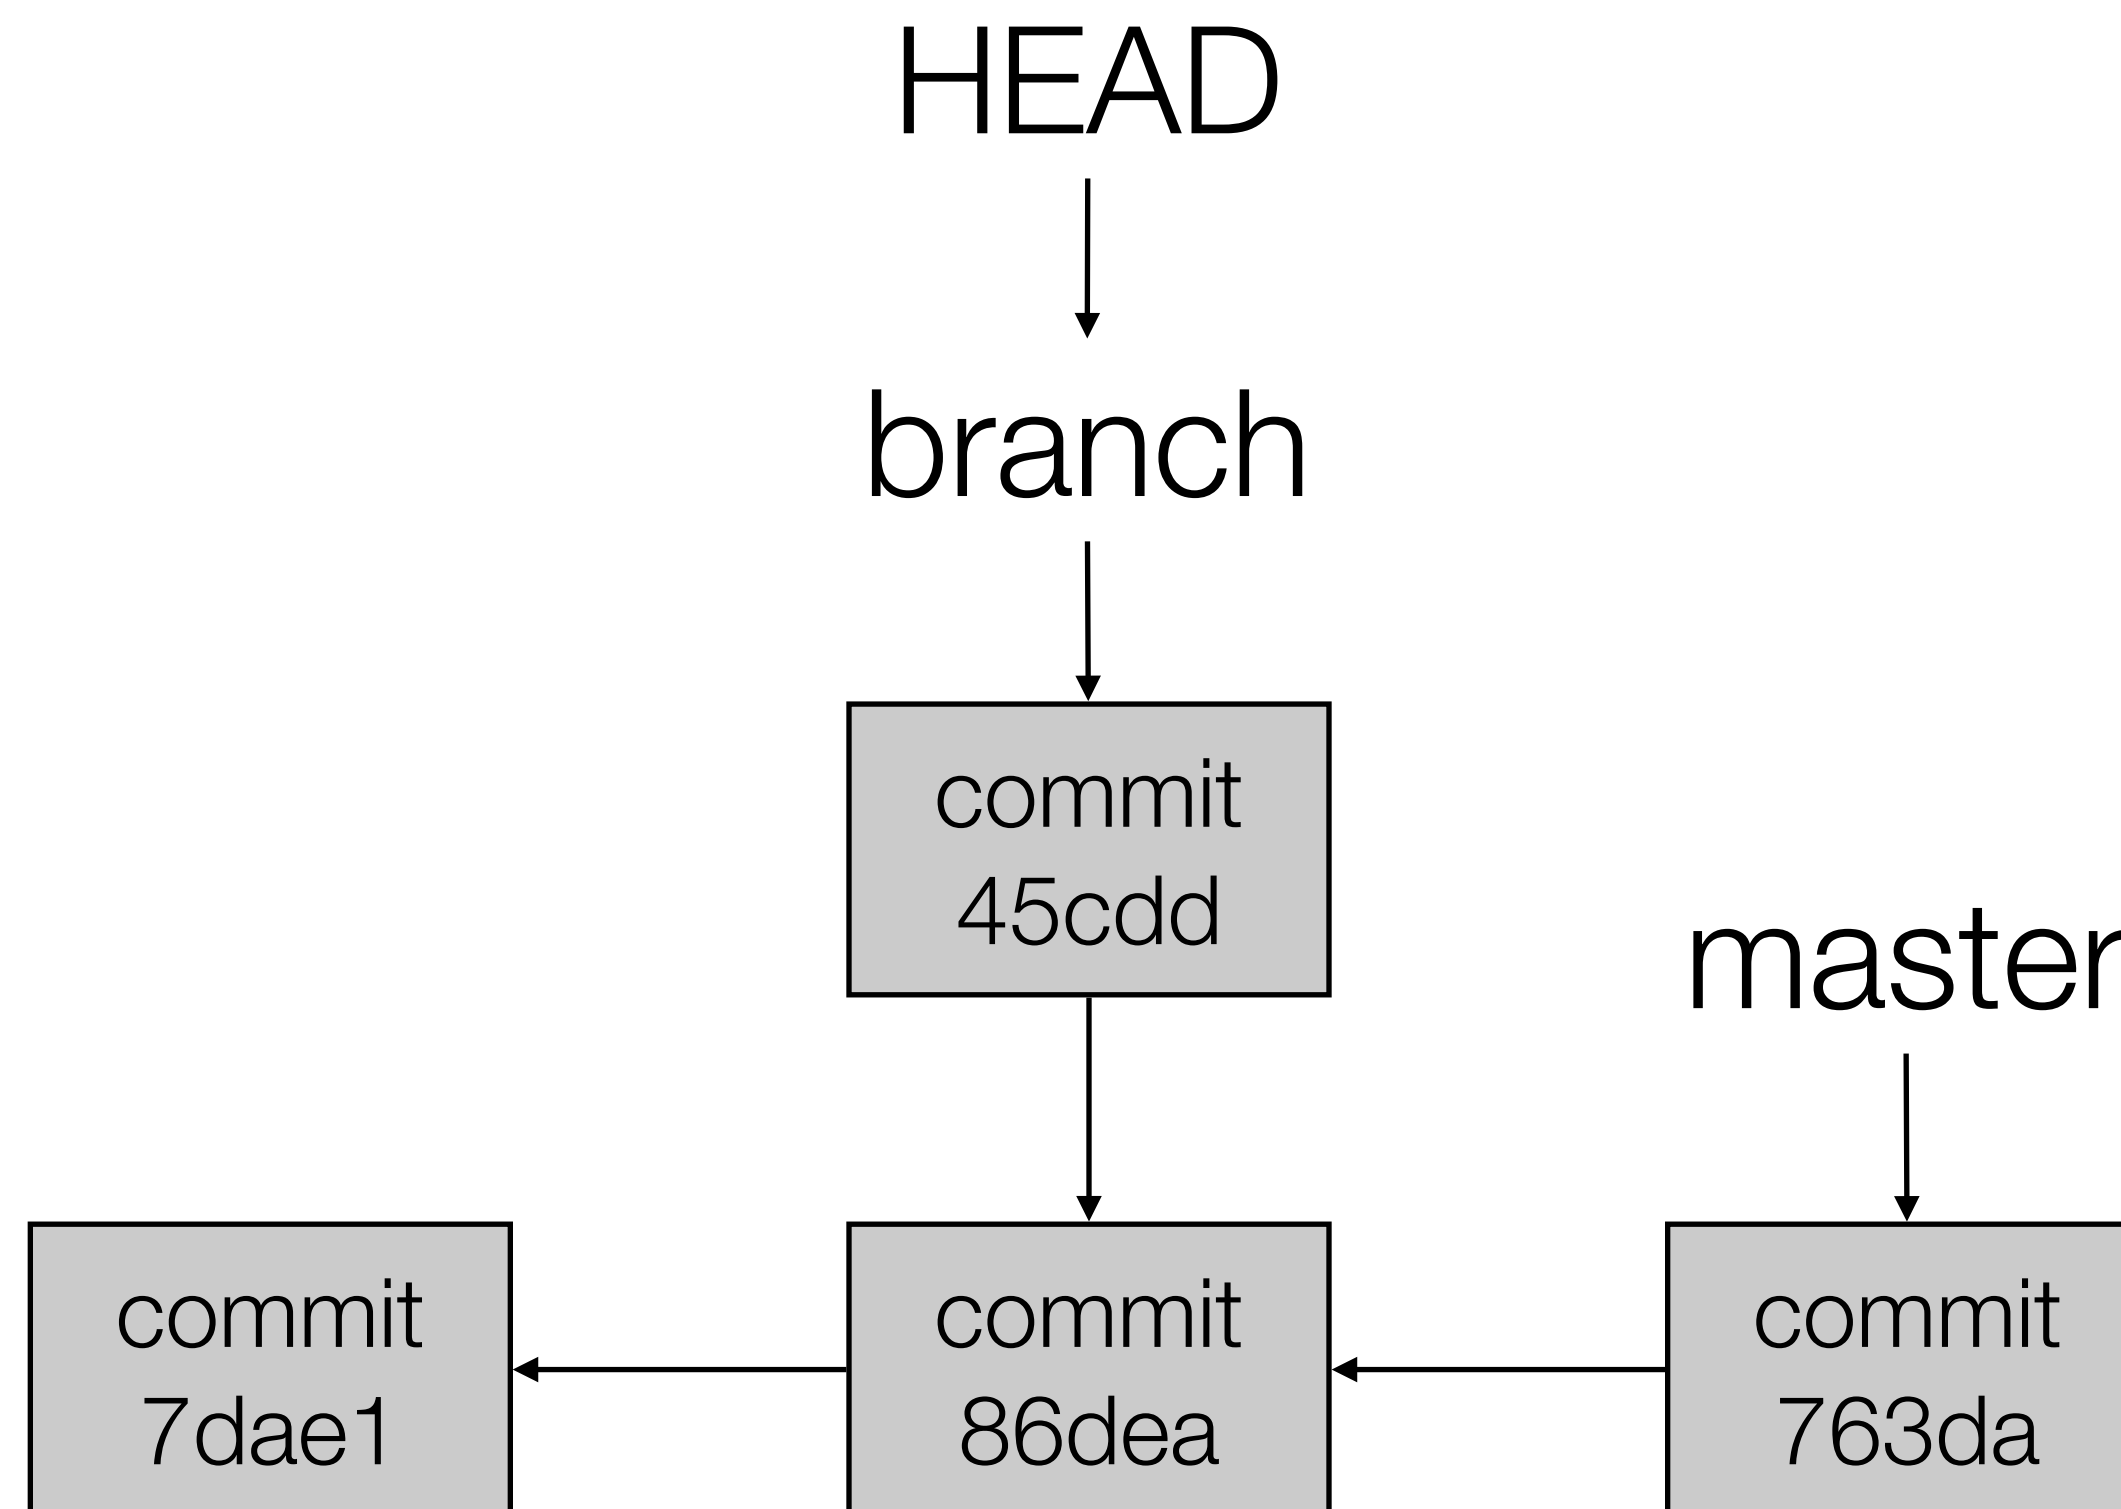 HEAD
branch
commit
45cdd
master
commit
7dae1
commit
86dea
commit
763da